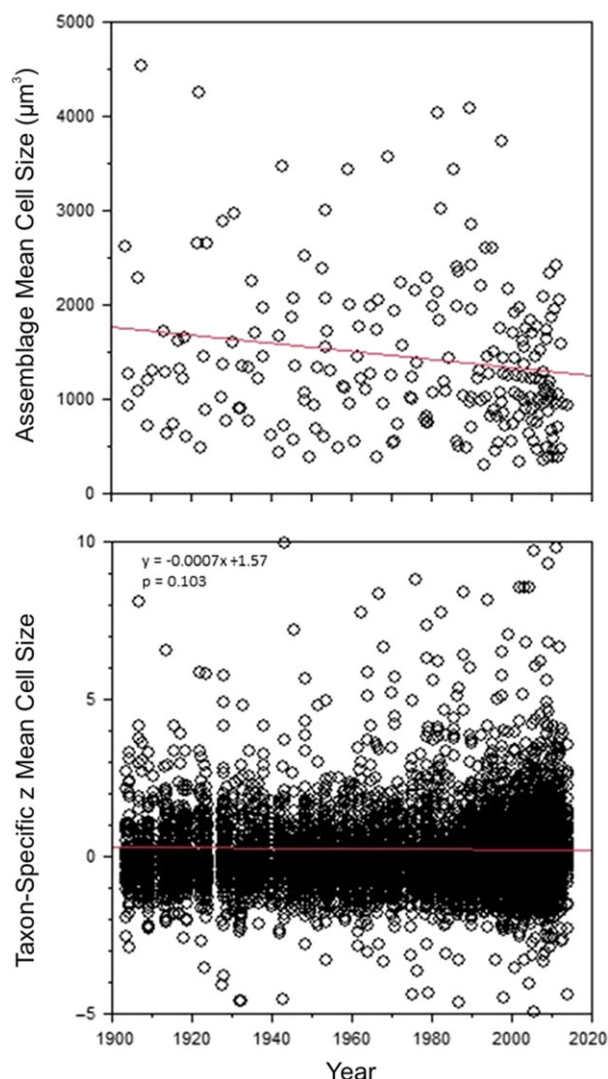 5000
4000
3000
2000
1000
0
Assemblage Mean Cell Size (µm³)
10
5
0
–5
Taxon-Specific z Mean Cell Size
y = -0.0007x +1.57
p = 0.103
1900 1920 1940 1960 1980 2000 2020
Year